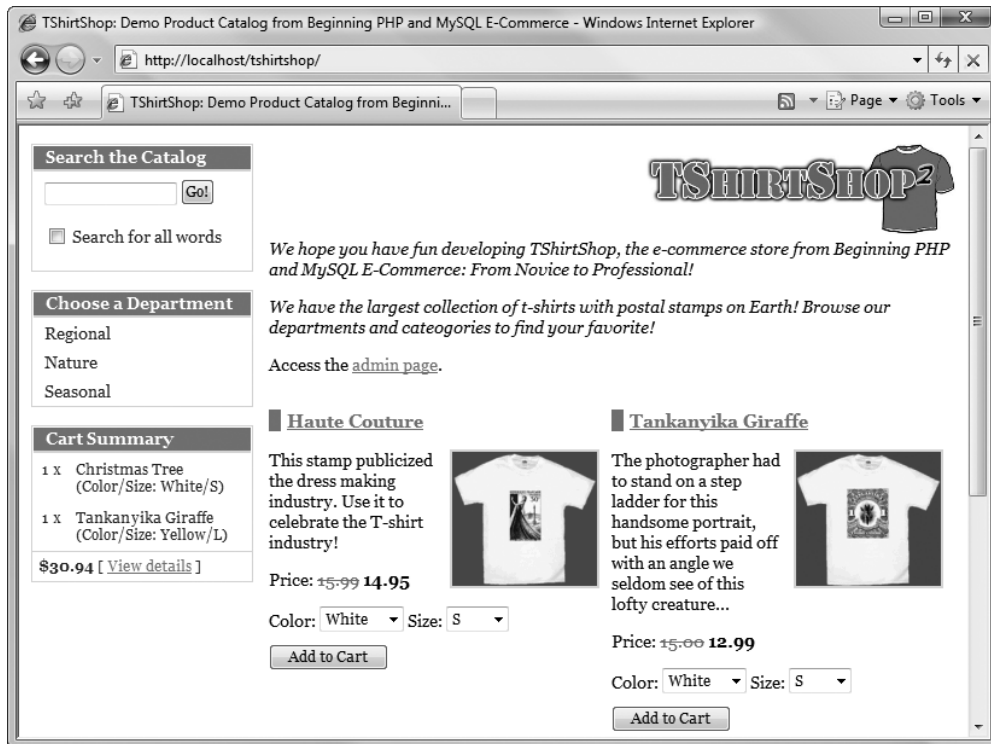 TShirtShop: Demo Product Catalog from Beginning PHP and MySQL E-Commerce - Windows Internet Explorer
http://localhost/tshirtshop/
TShirtShop: Demo Product Catalog from Beginni...
Page
Tools
Search the Catalog
Go!
Search for all words
Choose a Department
Regional
Nature
Seasonal
Cart Summary
1 x Christmas Tree
(Color/Size: White/S)
1 x Tankanyika Giraffe
(Color/Size: Yellow/L)
$30.94 [ View details ]
TSHIRTSHOP2
We hope you have fun developing TShirtShop, the e-commerce store from Beginning PHP
and MySQL E-Commerce: From Novice to Professional!
We have the largest collection of t-shirts with postal stamps on Earth! Browse our
departments and cateogories to find your favorite!
Access the admin page.
Haute Couture
This stamp publicized
the dress making
industry. Use it to
celebrate the T-shirt
industry!
Price: 15.99 14.95
Color: White Size: S
Add to Cart
Tankanyika Giraffe
The photographer had
to stand on a step
ladder for this
handsome portrait,
but his efforts paid off
with an angle we
seldom see of this
lofty creature...
Price: 15.00 12.99
Color: White Size: S
Add to Cart